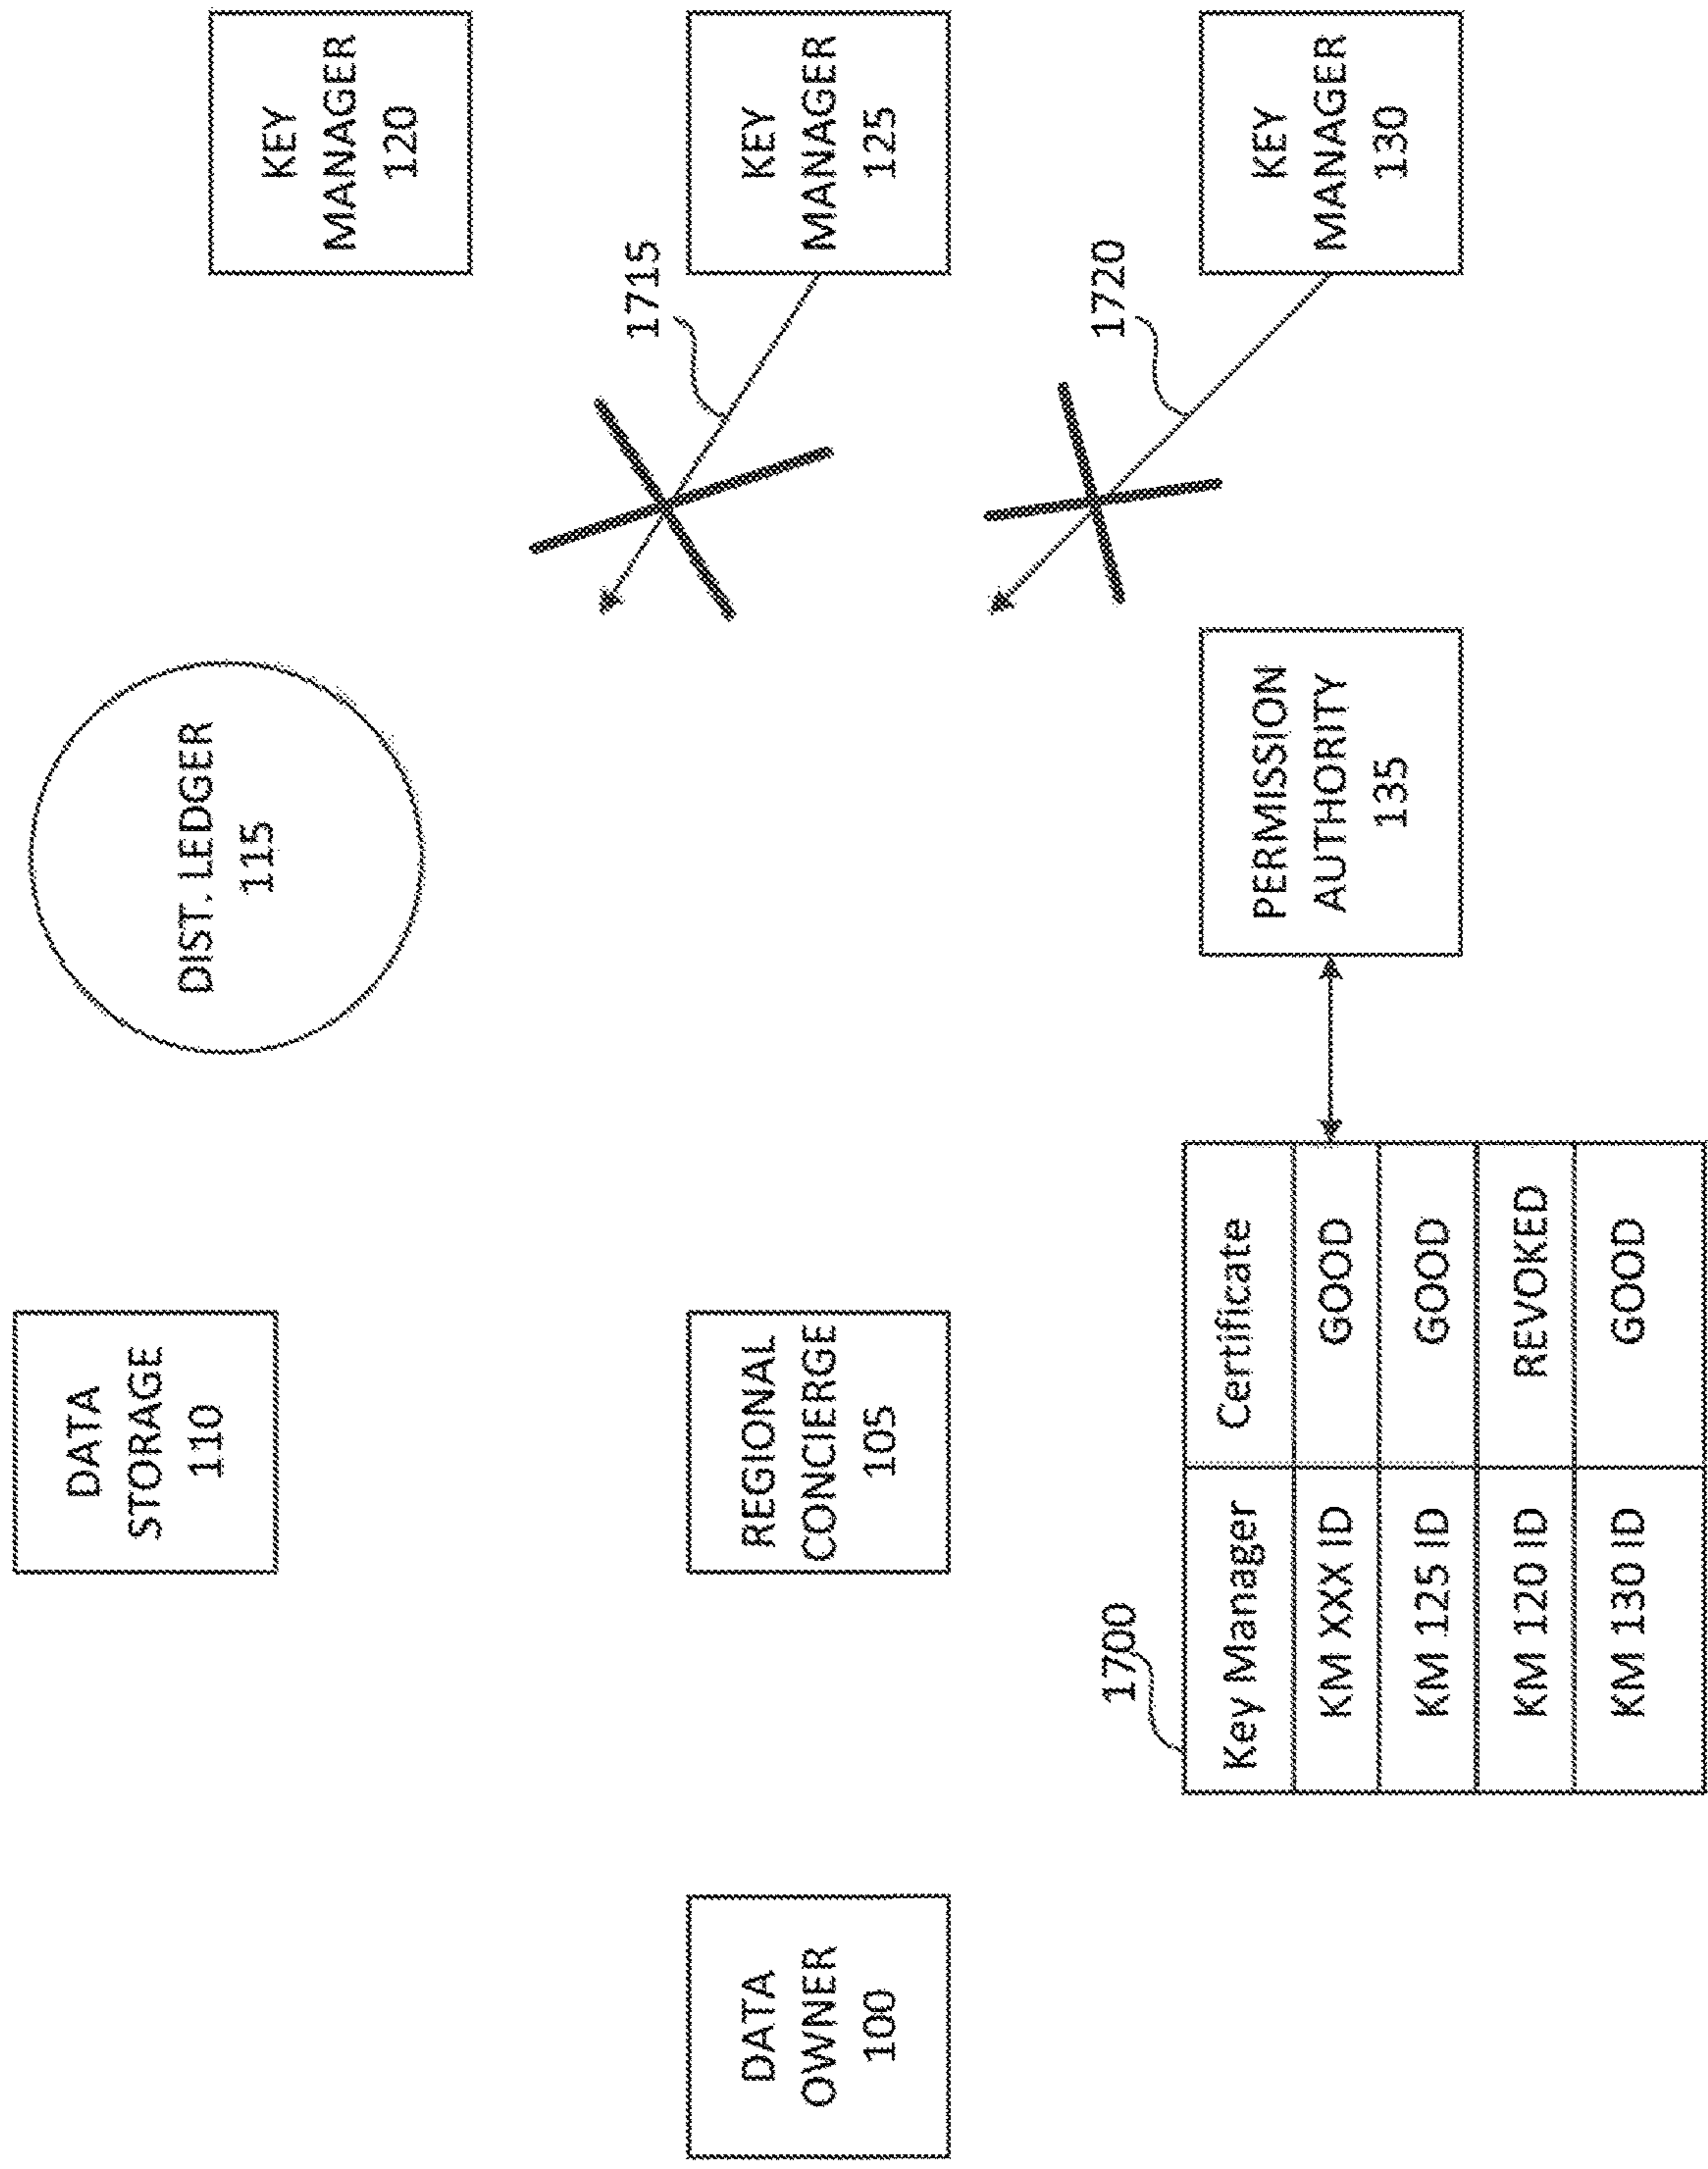 DATA
STORAGE
110
DIST. LEDGER
115
KEY
MANAGER
120
DATA
OWNER
100
REGIONAL
CONCIERGE
105
1715
KEY
MANAGER
125
1700
Key Manager Certificate
KM XXX ID GOOD
KM 125 ID GOOD
KM 120 ID REVOKED
KM 130 ID GOOD
PERMISSION
AUTHORITY
135
1720
KEY
MANAGER
130